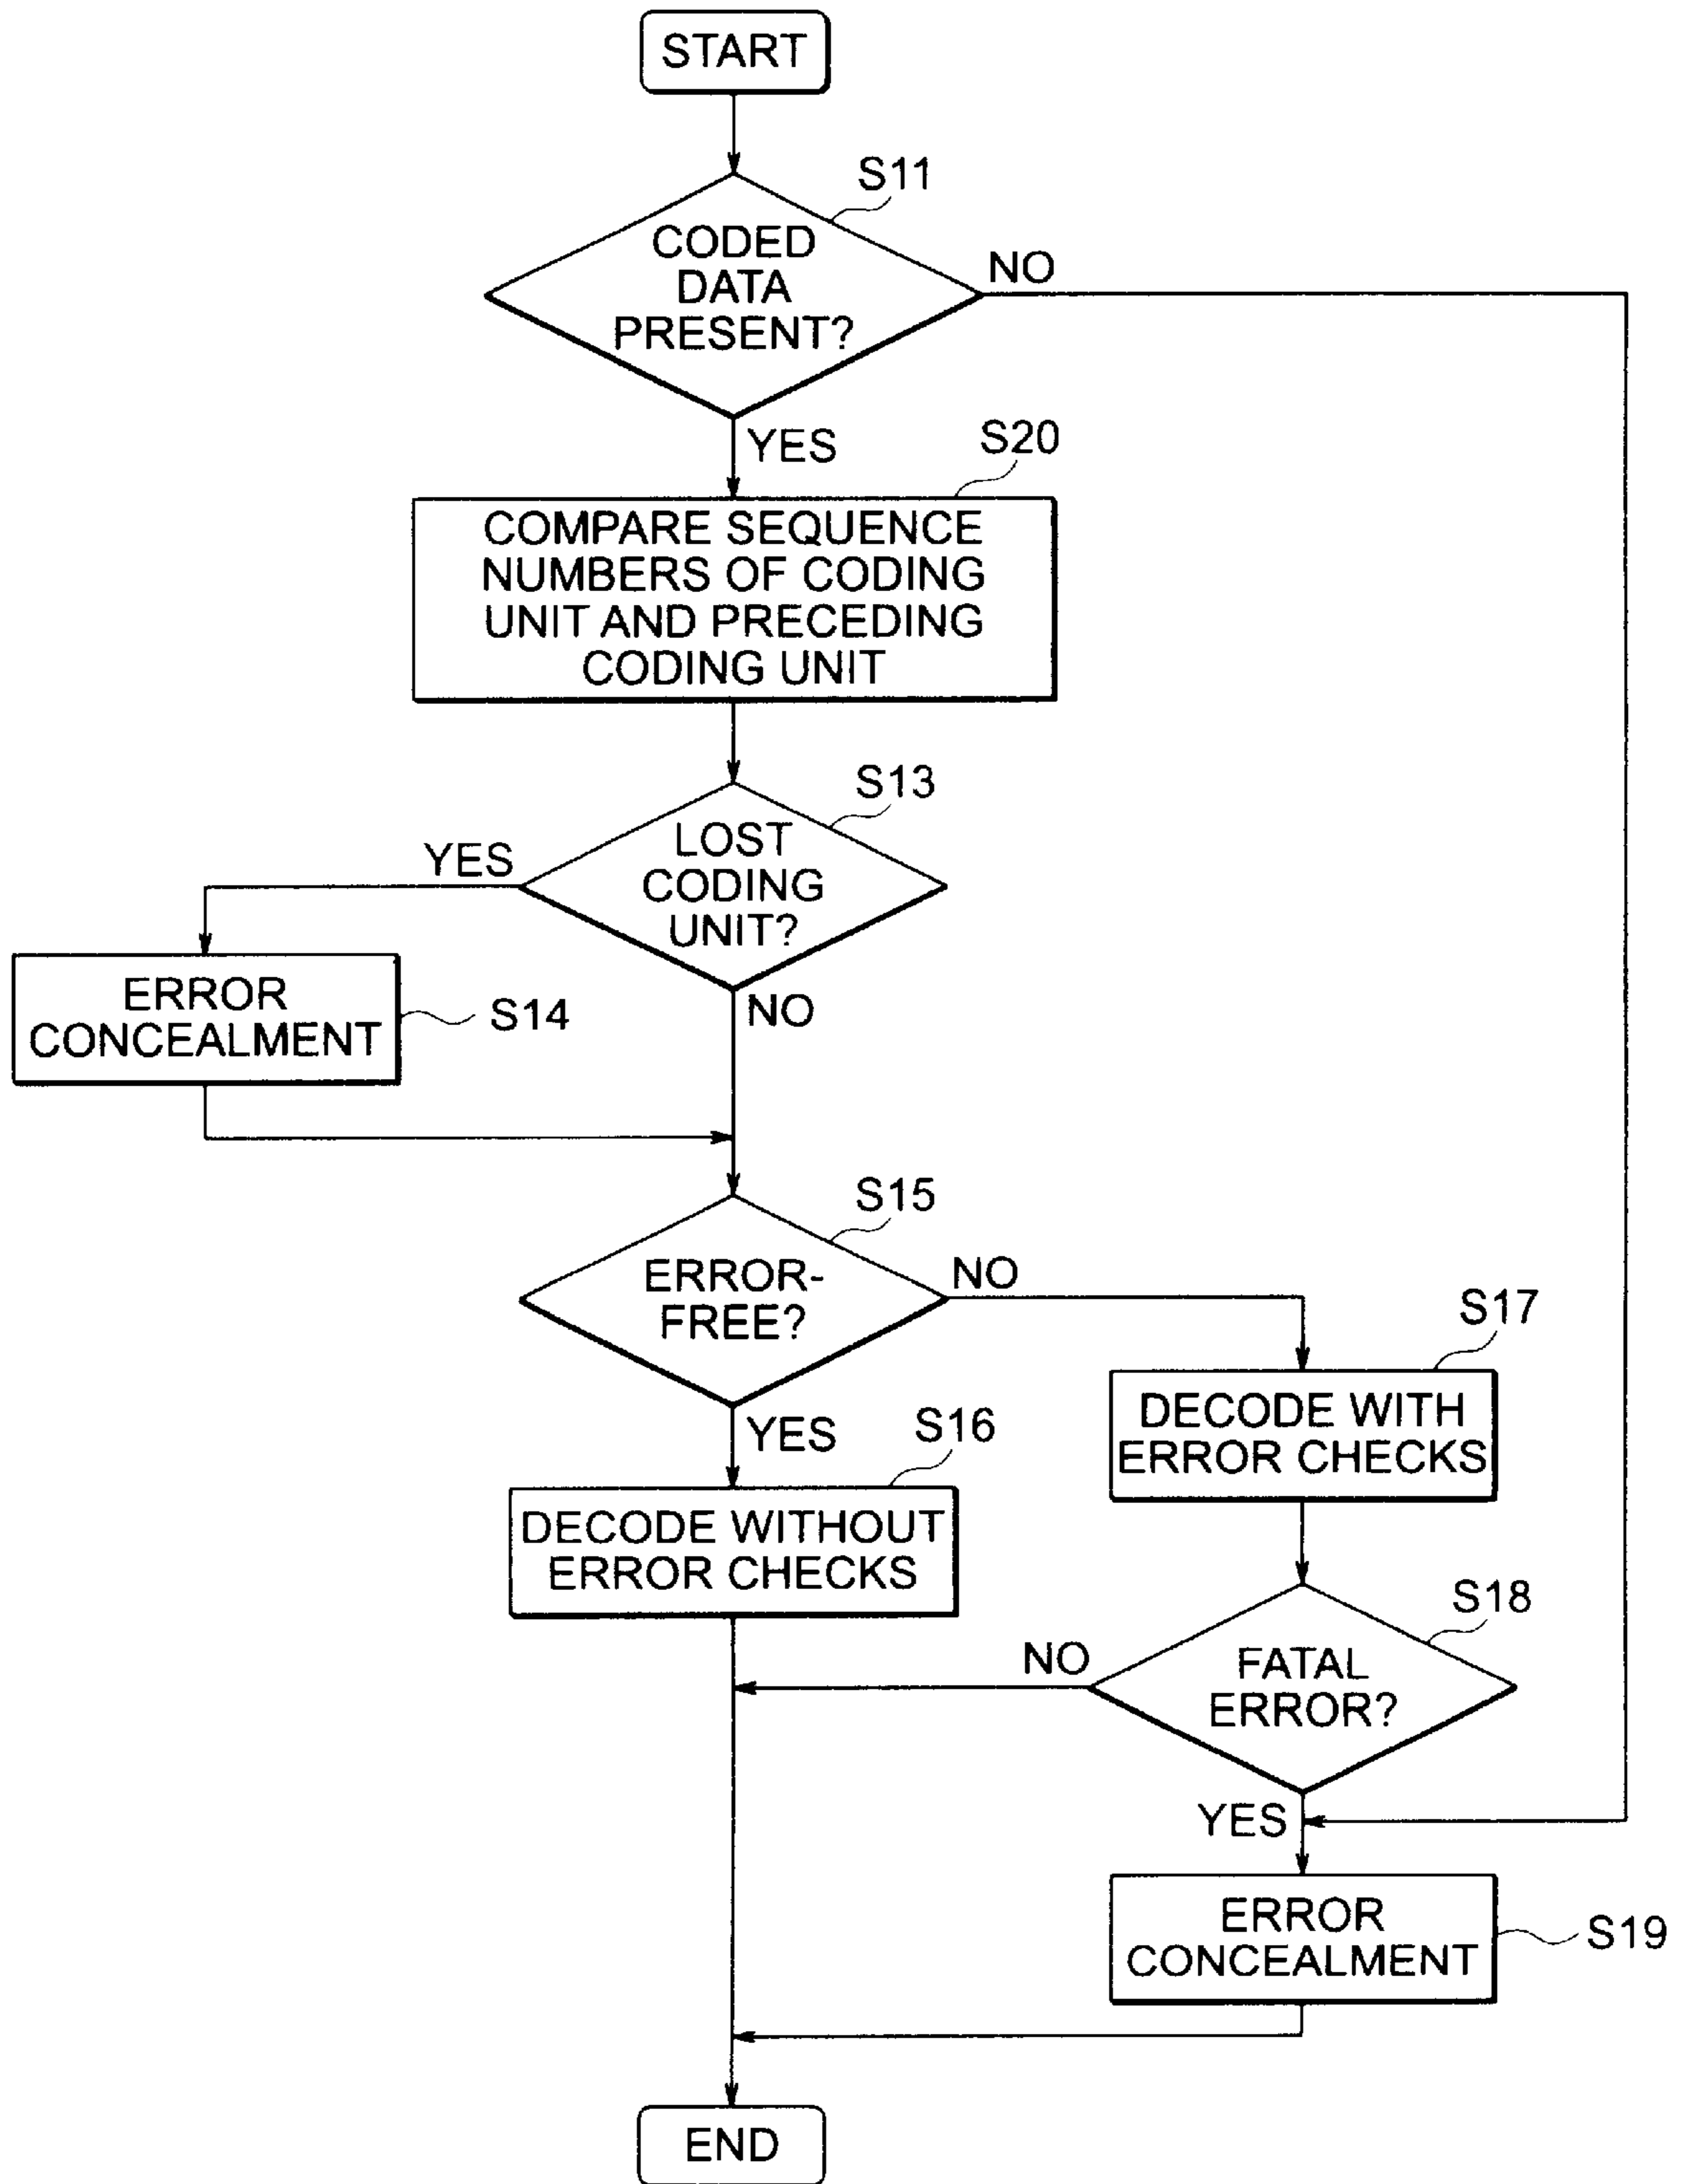 START
S11
CODED
DATA
PRESENT?
NO
YES
S20
COMPARE SEQUENCE
NUMBERS OF CODING
UNIT AND PRECEDING
CODING UNIT
S13
LOST
CODING
UNIT?
YES
NO
ERROR
CONCEALMENT
S14
S15
ERROR-
FREE?
NO
YES
S17
DECODE WITH
ERROR CHECKS
S16
DECODE WITHOUT
ERROR CHECKS
S18
FATAL
ERROR?
NO
YES
ERROR
CONCEALMENT
S19
END